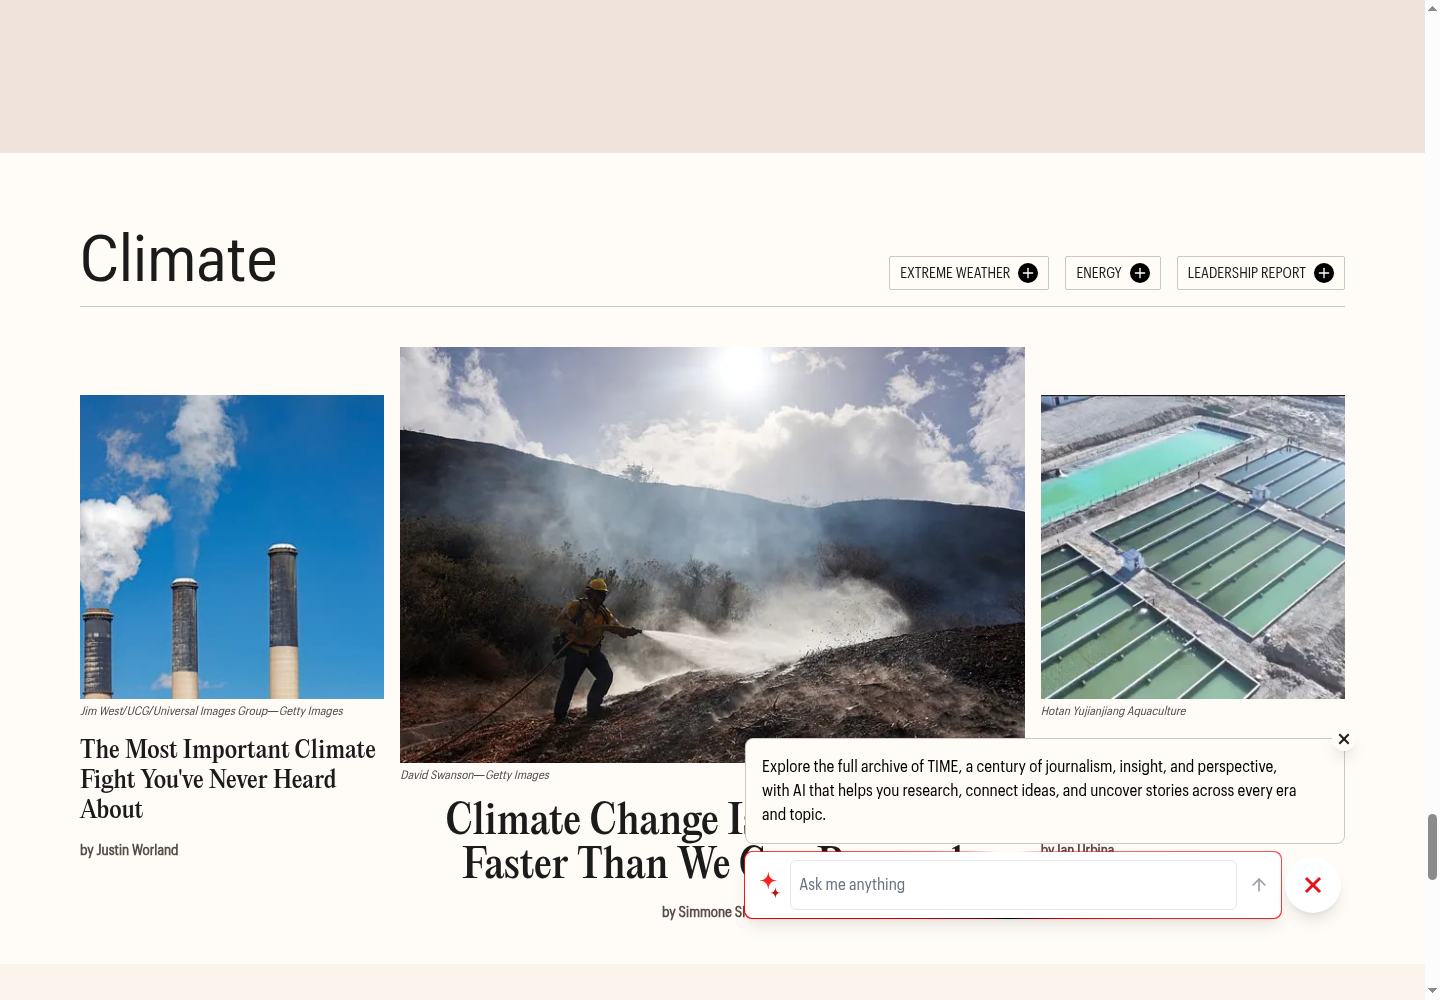 Climate
EXTREME WEATHER
ENERGY
LEADERSHIP REPORT
Jim West/UCG/Universal Images Group—Getty Images
The Most Important Climate
Fight You've Never Heard
About
by Justin Worland
David Swanson—Getty Images
Climate Change
Faster Than We
by Simmone
Hotan Yujianjiang Aquaculture
by Ian Urbina
Explore the full archive of TIME, a century of journalism, insight, and perspective,
with AI that helps you research, connect ideas, and uncover stories across every era
and topic.
Ask me anything